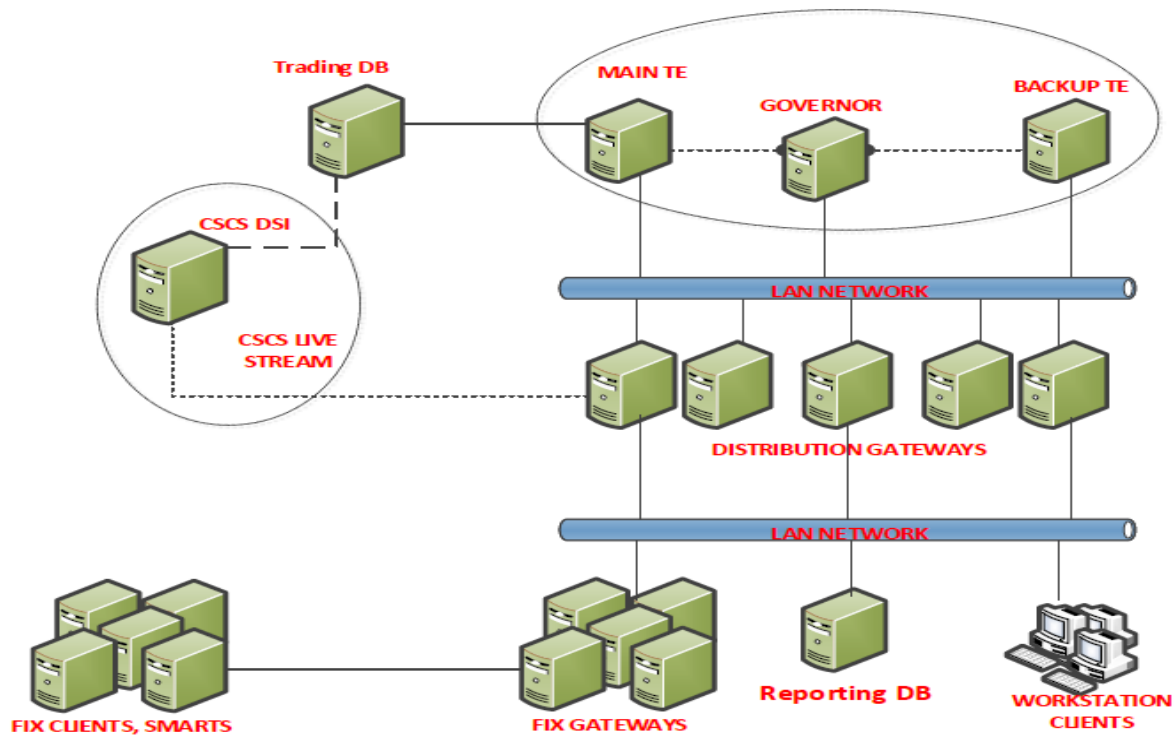 Trading DB
MAIN TE
GOVERNOR
BACKUP TE
CSCS DSI
LAN NETWORK
CSCS LIVE
STREAM
DISTRIBUTION GATEWAYS
LAN NETWORK
FIX CLIENTS, SMARTS
FIX GATEWAYS
Reporting DB
WORKSTATION
CLIENTS